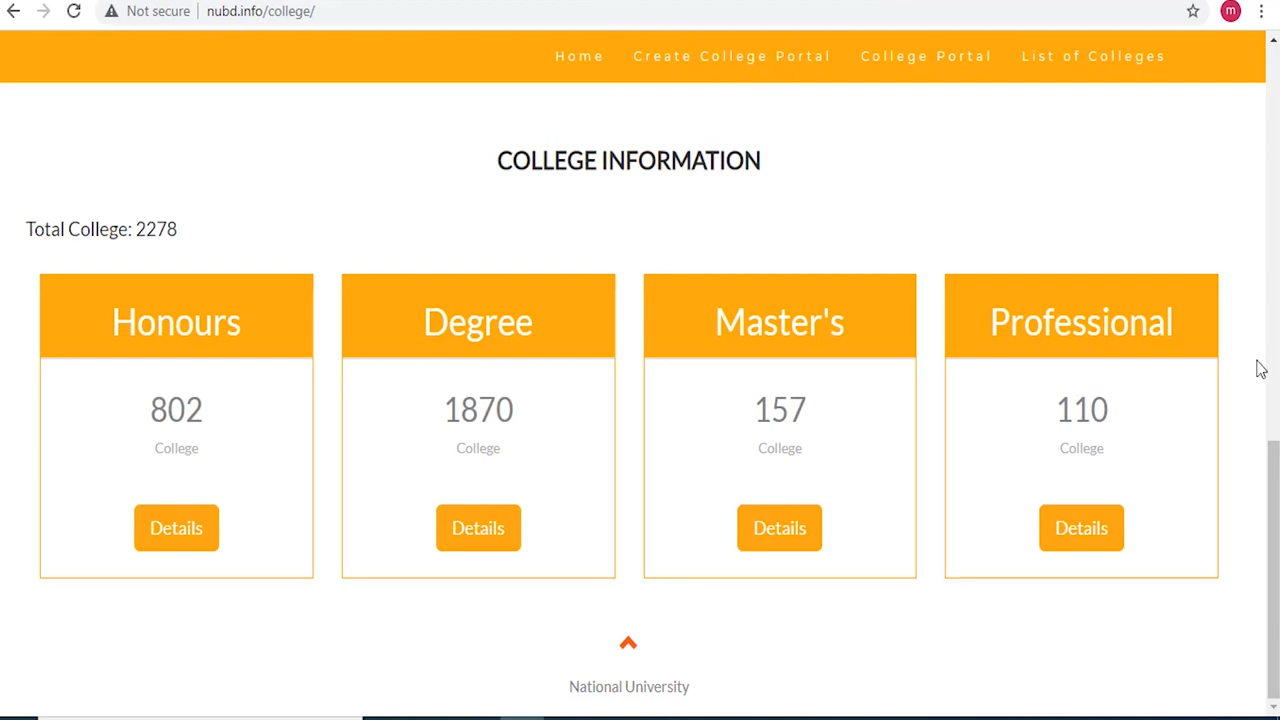 Not secure nubd.info/college/
m
Home Create College Portal College Portal List of Colleges
COLLEGE INFORMATION
Total College: 2278
Honours Degree Master's Professional
802 1870 157 110
College College College College
Details Details Details Details
National University